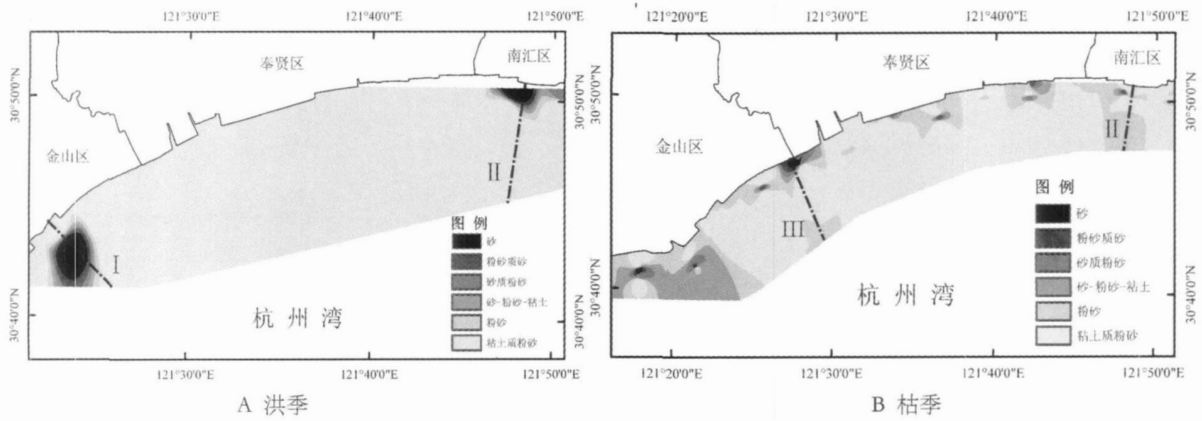 121°30'0"E 121°40'0"E 121°50'0"E
奉贤区
南汇区
金山区
30°50'0"N
30°50'0"N
30°40'0"N
30°40'0"N
I
II
杭州湾
图 例
砂
粉砂质砂
砂质粉砂
砂-粉砂-粘土
粉砂
粘土质粉砂
121°30'0"E 121°40'0"E 121°50'0"E
A 洪季
121°20'0"E 121°30'0"E 121°40'0"E 121°50'0"E
奉贤区
南汇区
金山区
30°50'0"N
30°50'0"N
30°40'0"N
30°40'0"N
II
III
杭州湾
图 例
砂
粉砂质砂
砂质粉砂
砂-粉砂-粘土
粉砂
粘土质粉砂
121°20'0"E 121°30'0"E 121°40'0"E 121°50'0"E
B 枯季